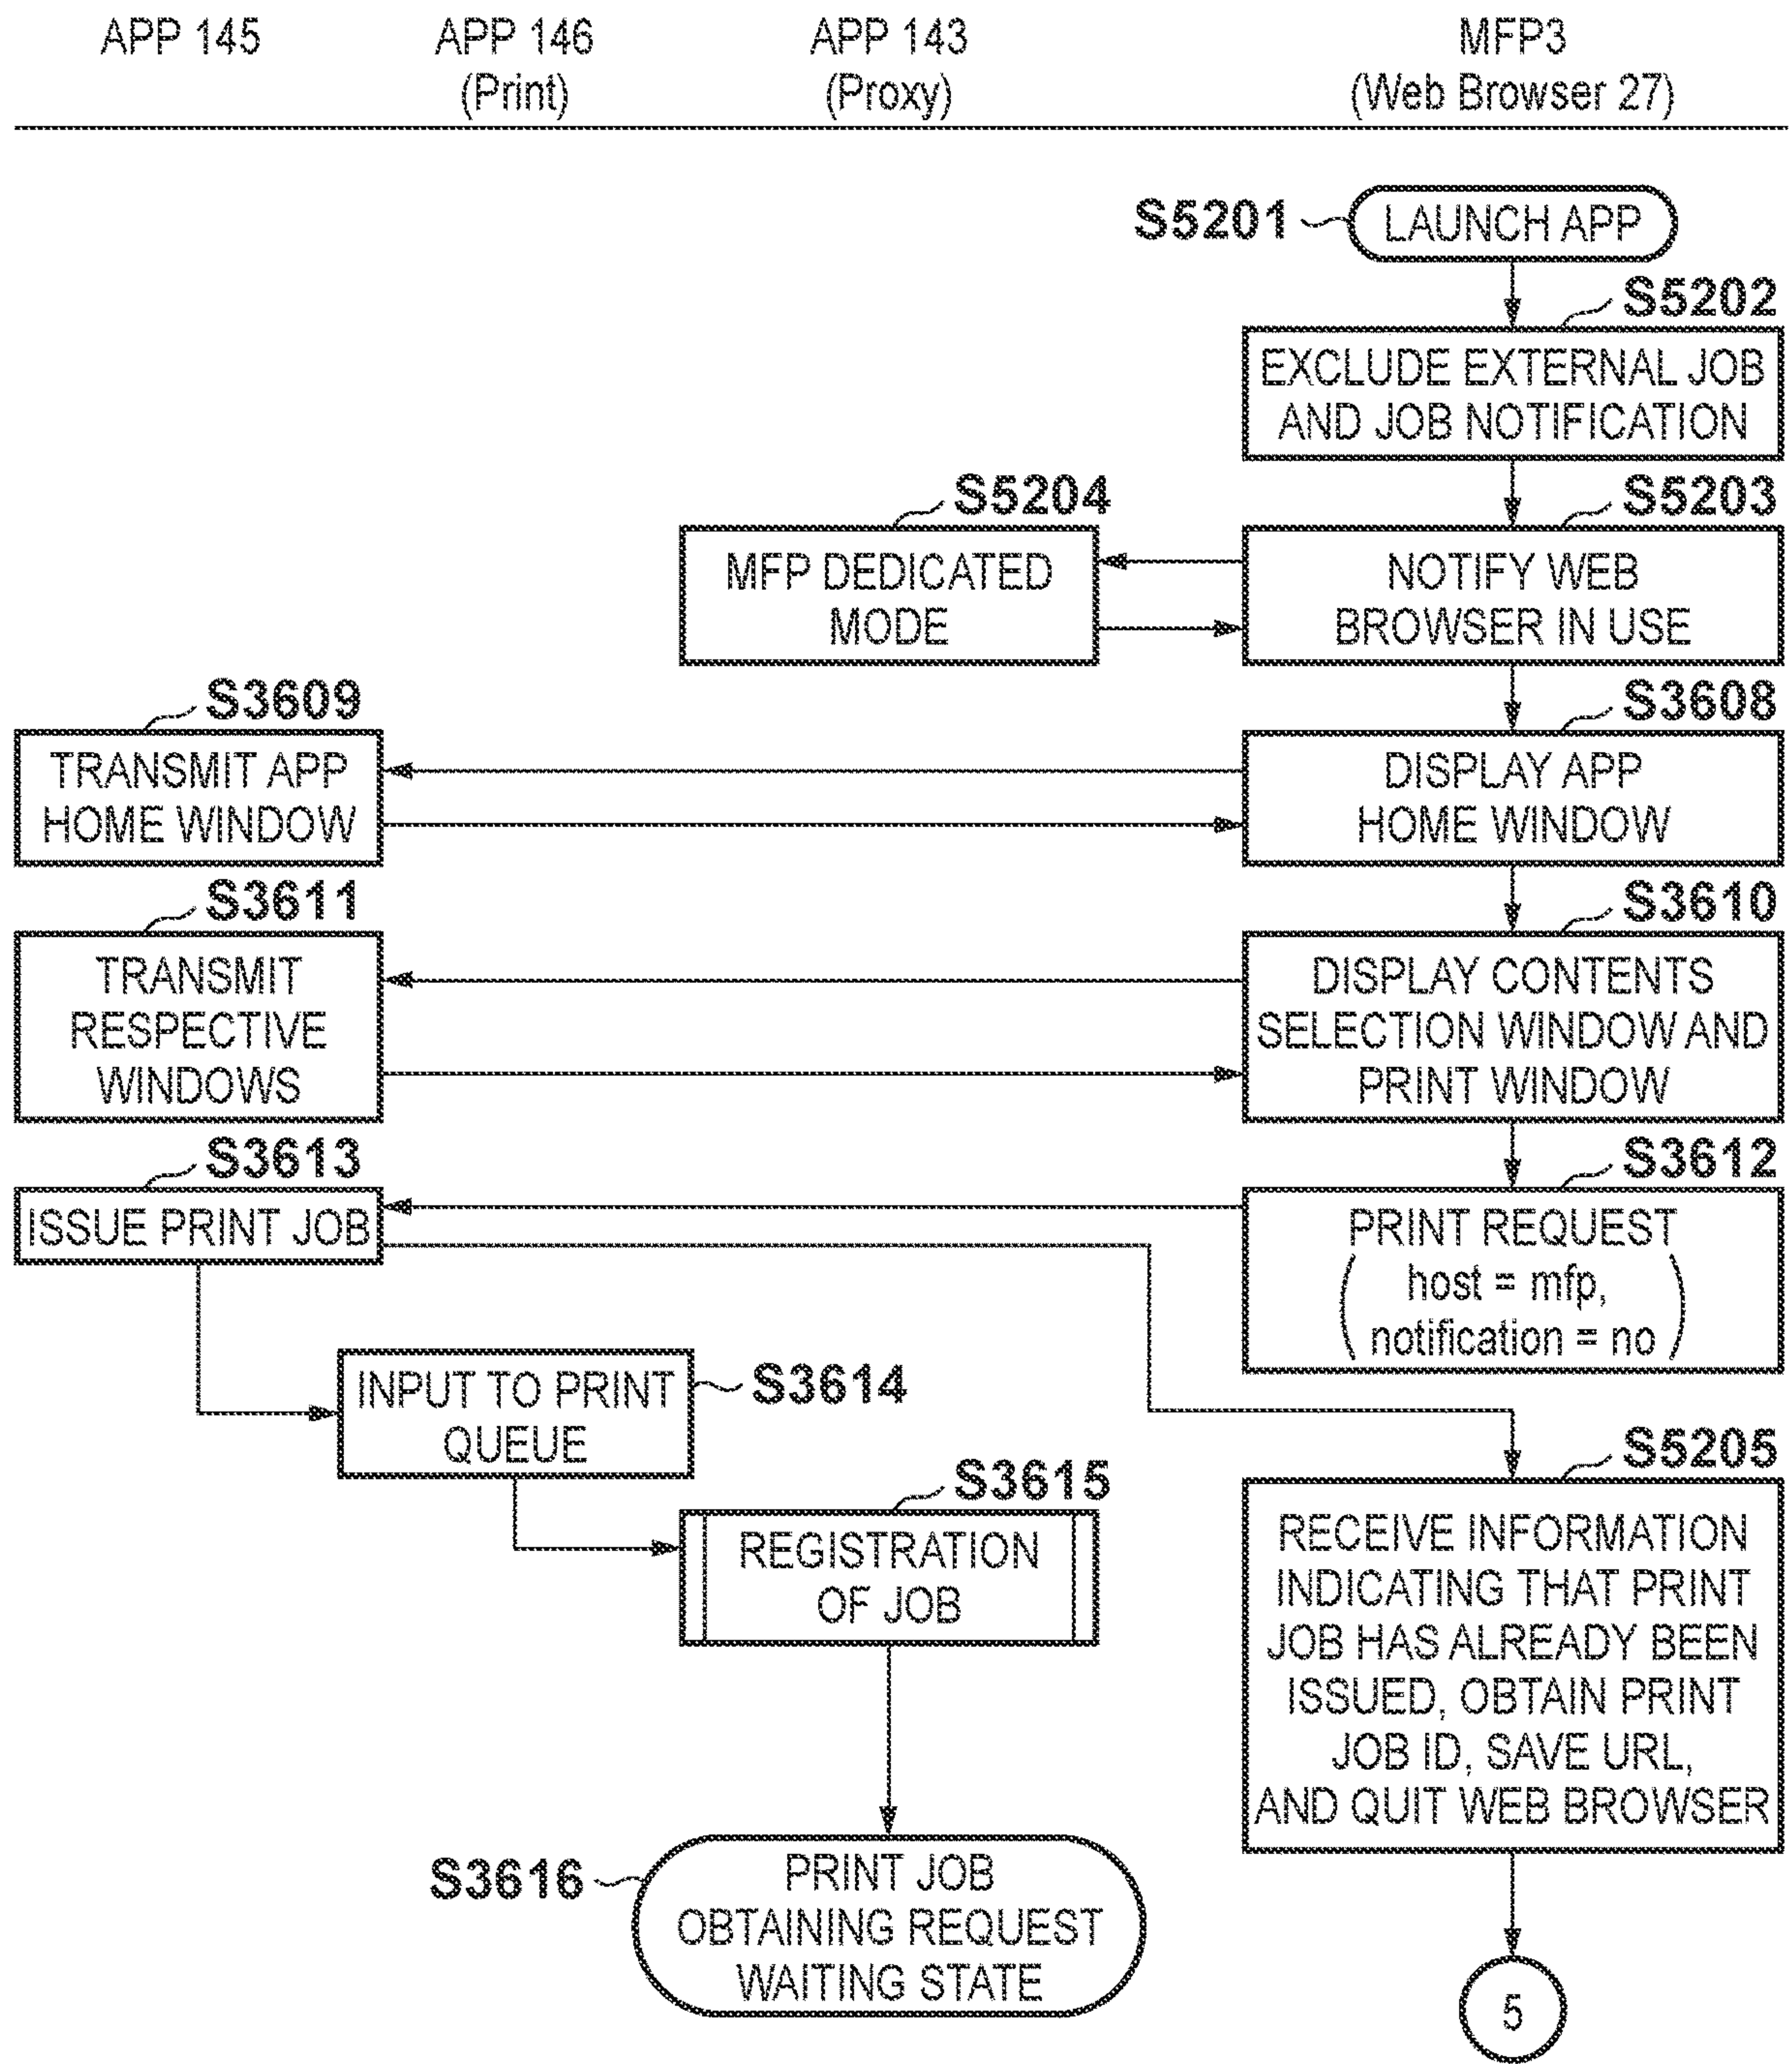 APP 145
APP 146
(Print)
APP 143
(Proxy)
MFP3
(Web Browser 27)
S5201
LAUNCH APP
S5202
EXCLUDE EXTERNAL JOB
AND JOB NOTIFICATION
S5204
MFP DEDICATED
MODE
S5203
NOTIFY WEB
BROWSER IN USE
S3609
TRANSMIT APP
HOME WINDOW
S3608
DISPLAY APP
HOME WINDOW
S3611
TRANSMIT
RESPECTIVE
WINDOWS
S3610
DISPLAY CONTENTS
SELECTION WINDOW AND
PRINT WINDOW
S3613
ISSUE PRINT JOB
S3612
PRINT REQUEST
( host = mfp,
notification = no )
INPUT TO PRINT
QUEUE
S3614
S3615
REGISTRATION
OF JOB
S5205
RECEIVE INFORMATION
INDICATING THAT PRINT
JOB HAS ALREADY BEEN
ISSUED, OBTAIN PRINT
JOB ID, SAVE URL,
AND QUIT WEB BROWSER
S3616
PRINT JOB
OBTAINING REQUEST
WAITING STATE
5